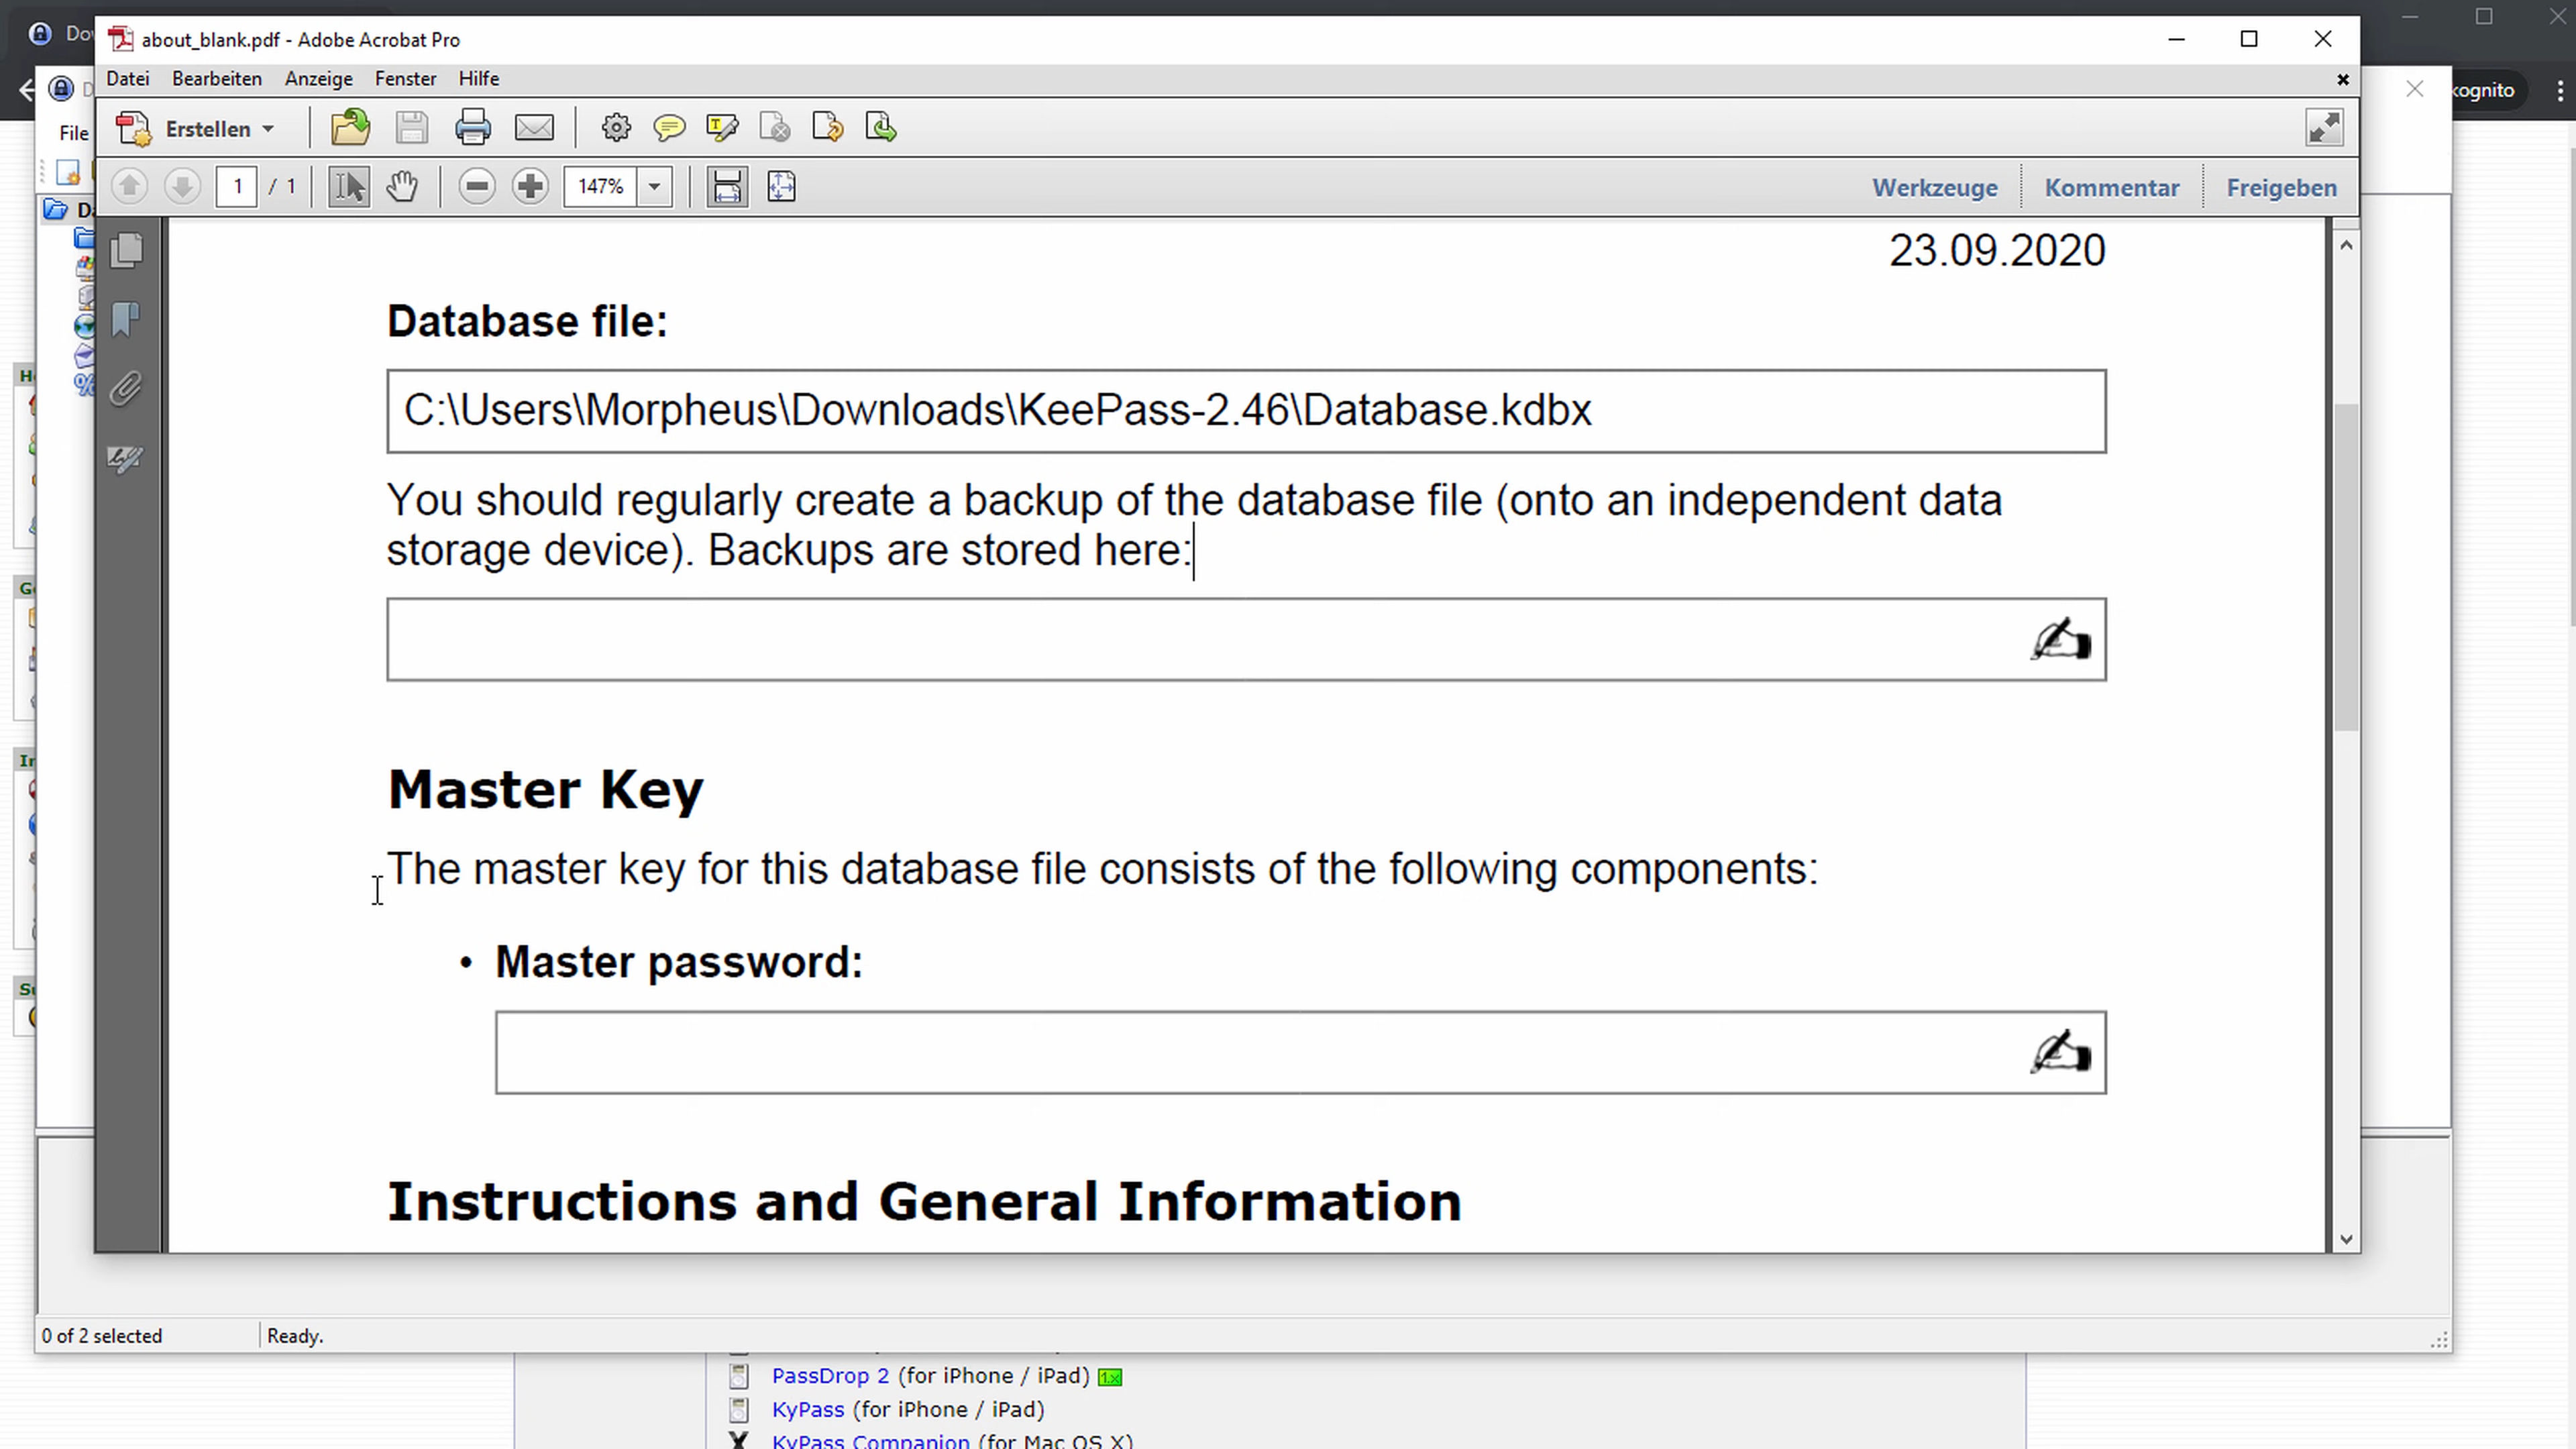 about_blank.pdf - Adobe Acrobat Pro
Datei Bearbeiten Anzeige Fenster Hilfe
File
Erstellen
1 / 1
147%
Werkzeuge Kommentar Freigeben
23.09.2020
Database file:
C:\Users\Morpheus\Downloads\KeePass-2.46\Database.kdbx
You should regularly create a backup of the database file (onto an independent data
storage device). Backups are stored here:
Master Key
The master key for this database file consists of the following components:
• Master password:
Instructions and General Information
0 of 2 selected Ready.
PassDrop 2 (for iPhone / iPad) 1.x
KyPass (for iPhone / iPad)
KyPass Companion (for Mac OS X)